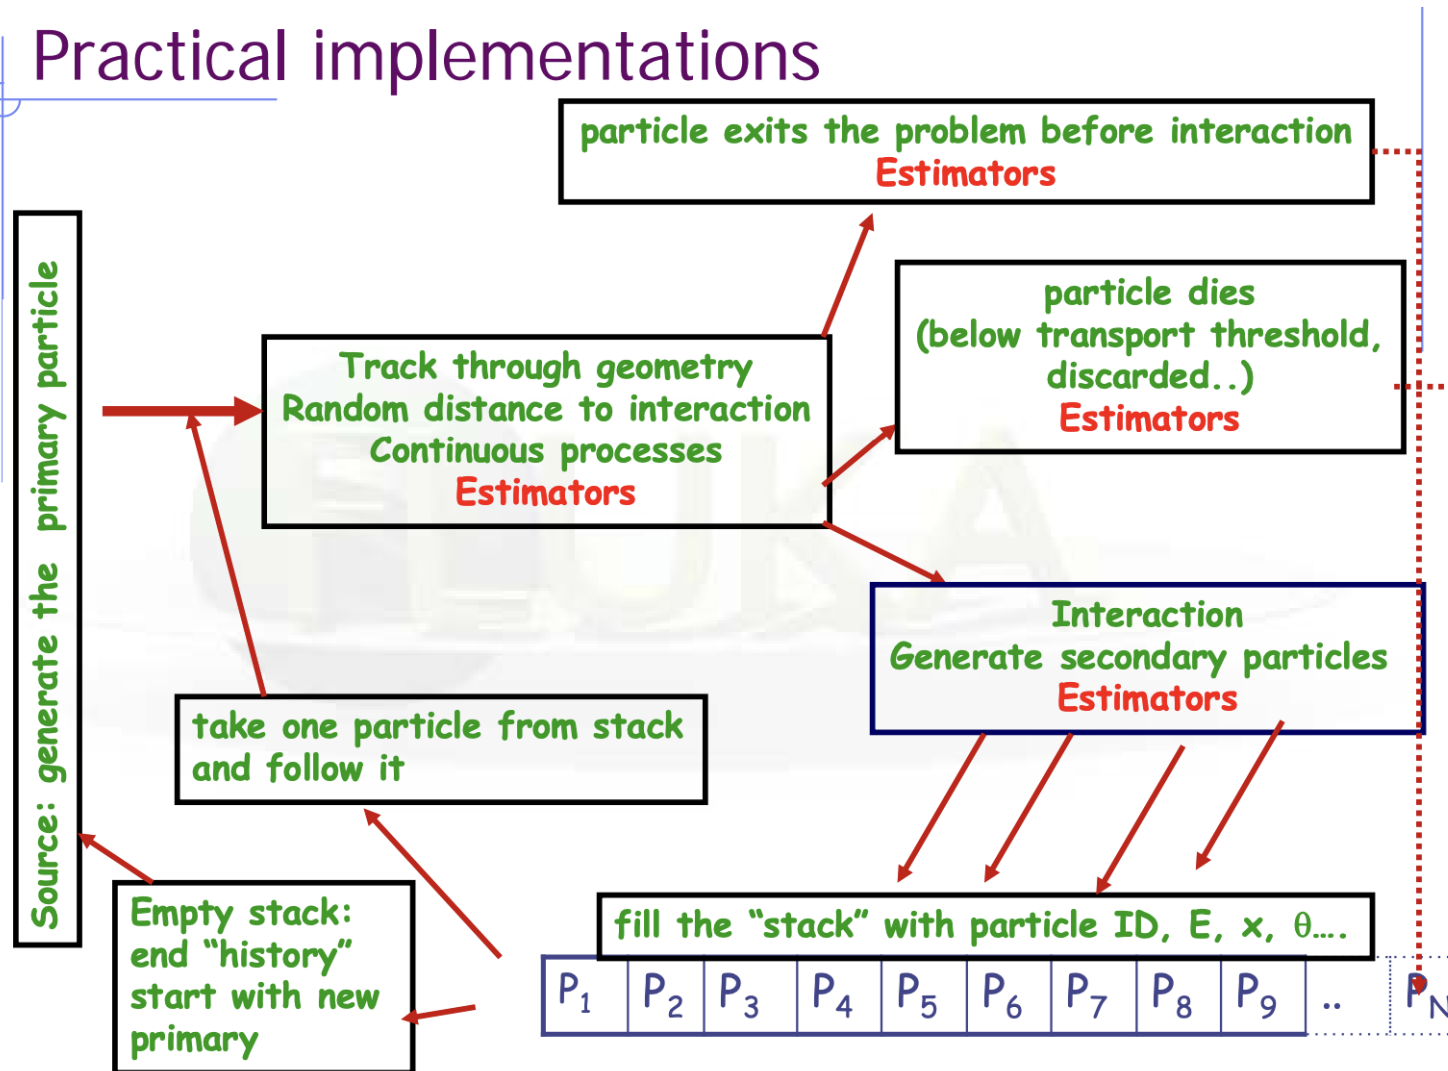 Practical implementations
particle exits the problem before interaction
Estimators
Source: generate the primary particle
particle dies
(below transport threshold,
discarded..)
Estimators
Track through geometry
Random distance to interaction
Continuous processes
Estimators
Interaction
Generate secondary particles
Estimators
take one particle from stack
and follow it
Empty stack:
end “history”
start with new
primary
fill the “stack” with particle ID, E, x, θ….
P1 P2 P3 P4 P5 P6 P7 P8 P9 .. PN
FLUKA